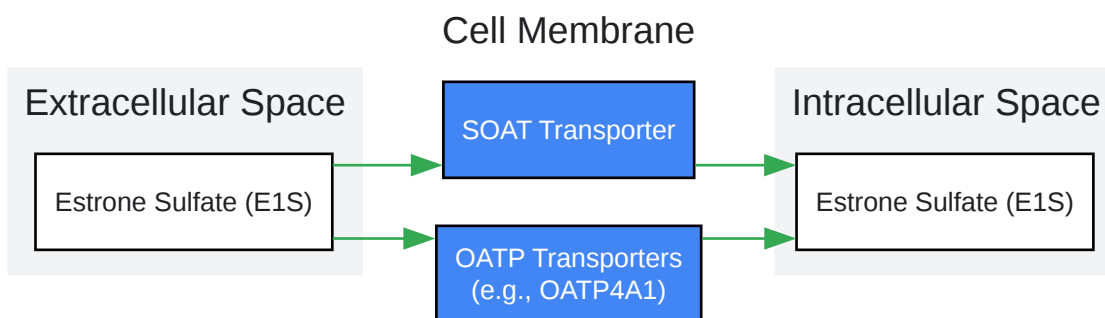 Cell Membrane
Extracellular Space
SOAT Transporter
Intracellular Space
Estrone Sulfate (E1S)
Estrone Sulfate (E1S)
OATP Transporters
(e.g., OATP4A1)